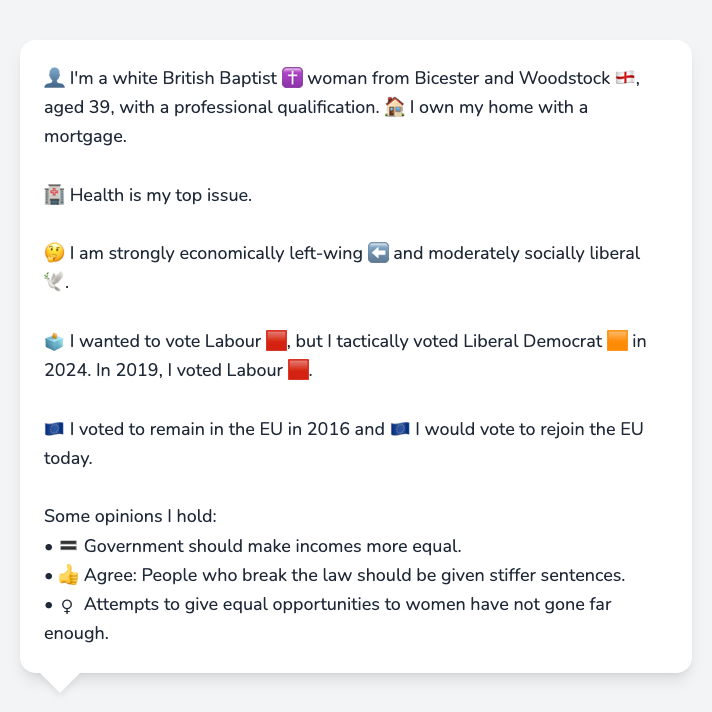 👤 I'm a white British Baptist ✝️ woman from Bicester and Woodstock 🏴󠁧󠁢󠁥󠁮󠁧󠁿,
aged 39, with a professional qualification. 🏠 I own my home with a
mortgage.
🏥 Health is my top issue.
🤔 I am strongly economically left-wing ⬅️ and moderately socially liberal
🕊️.
🗳️ I wanted to vote Labour 🟥, but I tactically voted Liberal Democrat 🟧 in
2024. In 2019, I voted Labour 🟥.
🇪🇺 I voted to remain in the EU in 2016 and 🇪🇺 I would vote to rejoin the EU
today.
Some opinions I hold:
• 🟰 Government should make incomes more equal.
• 👍 Agree: People who break the law should be given stiffer sentences.
• ♀ Attempts to give equal opportunities to women have not gone far
enough.